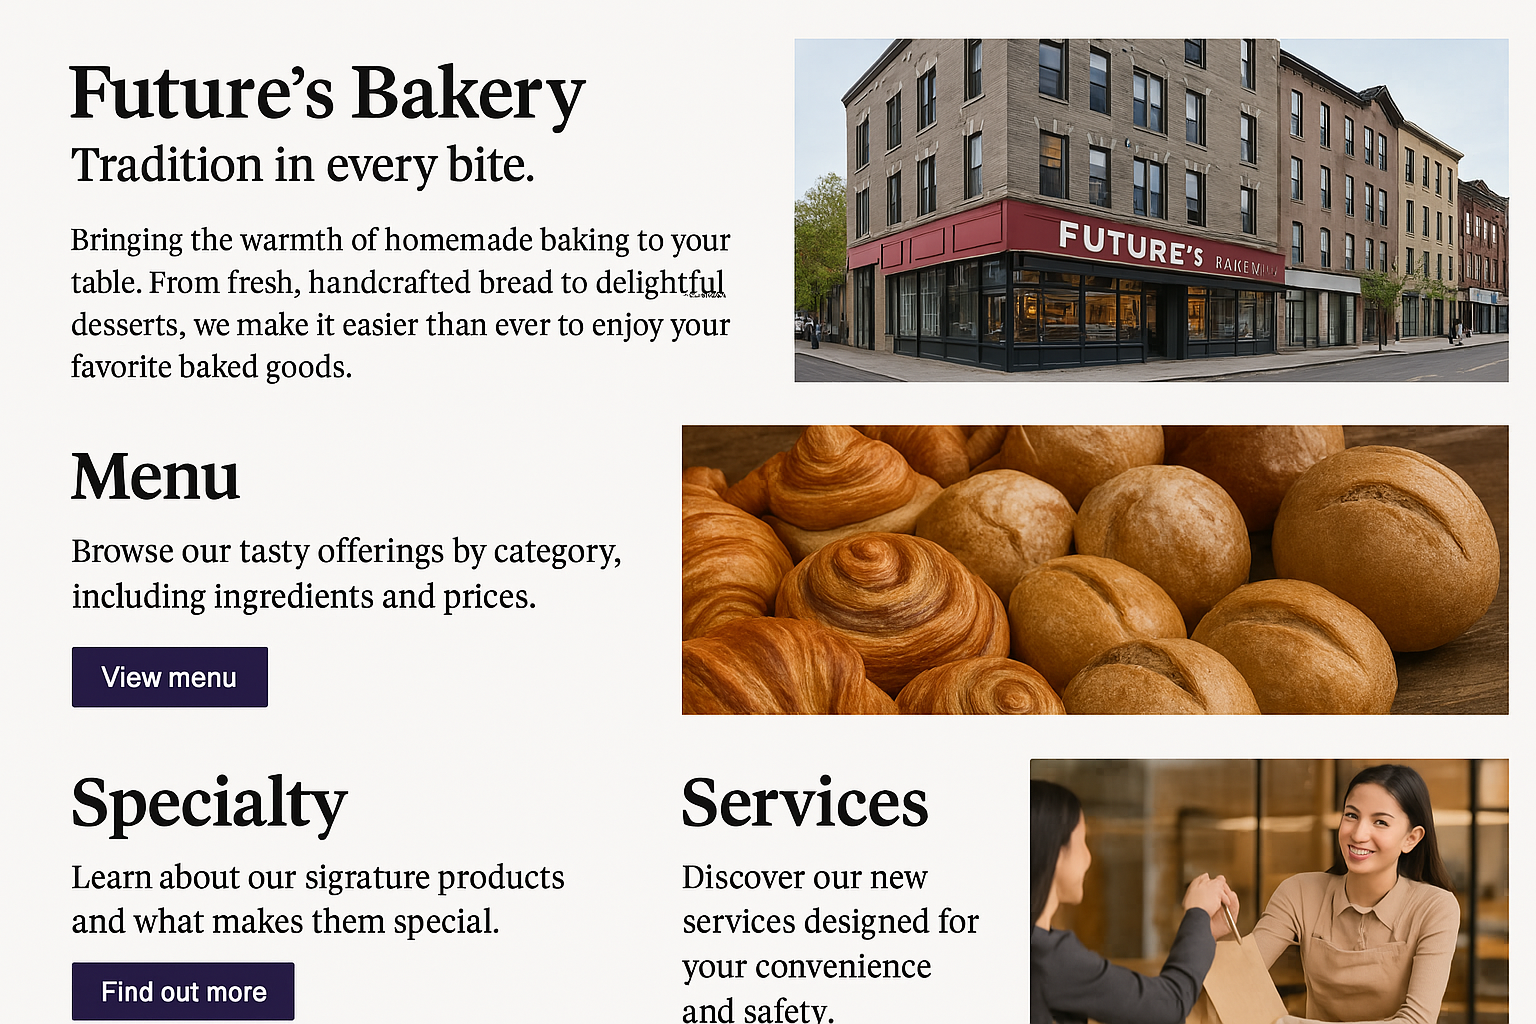 Future's Bakery
Tradition in every bite.
Bringing the warmth of homemade baking to your
table. From fresh, handcrafted bread to delightful
desserts, we make it easier than ever to enjoy your
favorite baked goods.
FUTURE'S
Menu
Browse our tasty offerings by category,
including ingredients and prices.
View menu
Specialty
Learn about our sigrature products
and what makes them special.
Find out more
Services
Discover our new
services designed for
your convenience
and safety.